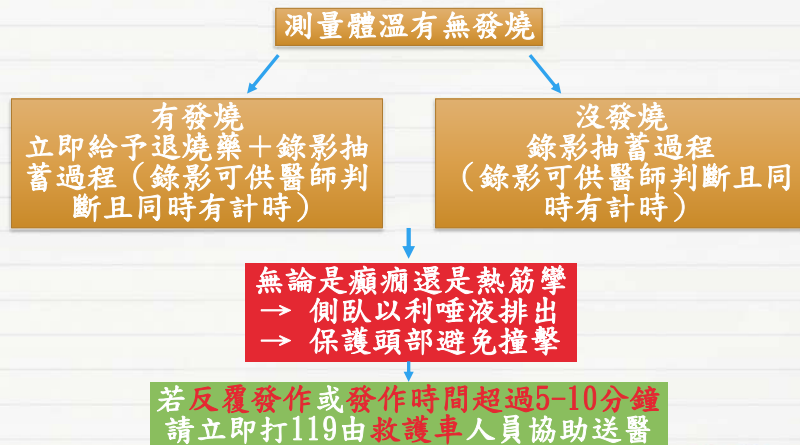 測量體溫有無發燒
有發燒
立即給予退燒藥＋錄影抽
蓄過程（錄影可供醫師判
斷且同時有計時）
沒發燒
錄影抽蓄過程
（錄影可供醫師判斷且同
時有計時）
無論是癲癇還是熱筋攣
→ 側臥以利唾液排出
→ 保護頭部避免撞擊
若反覆發作或發作時間超過5-10分鐘
請立即打119由救護車人員協助送醫